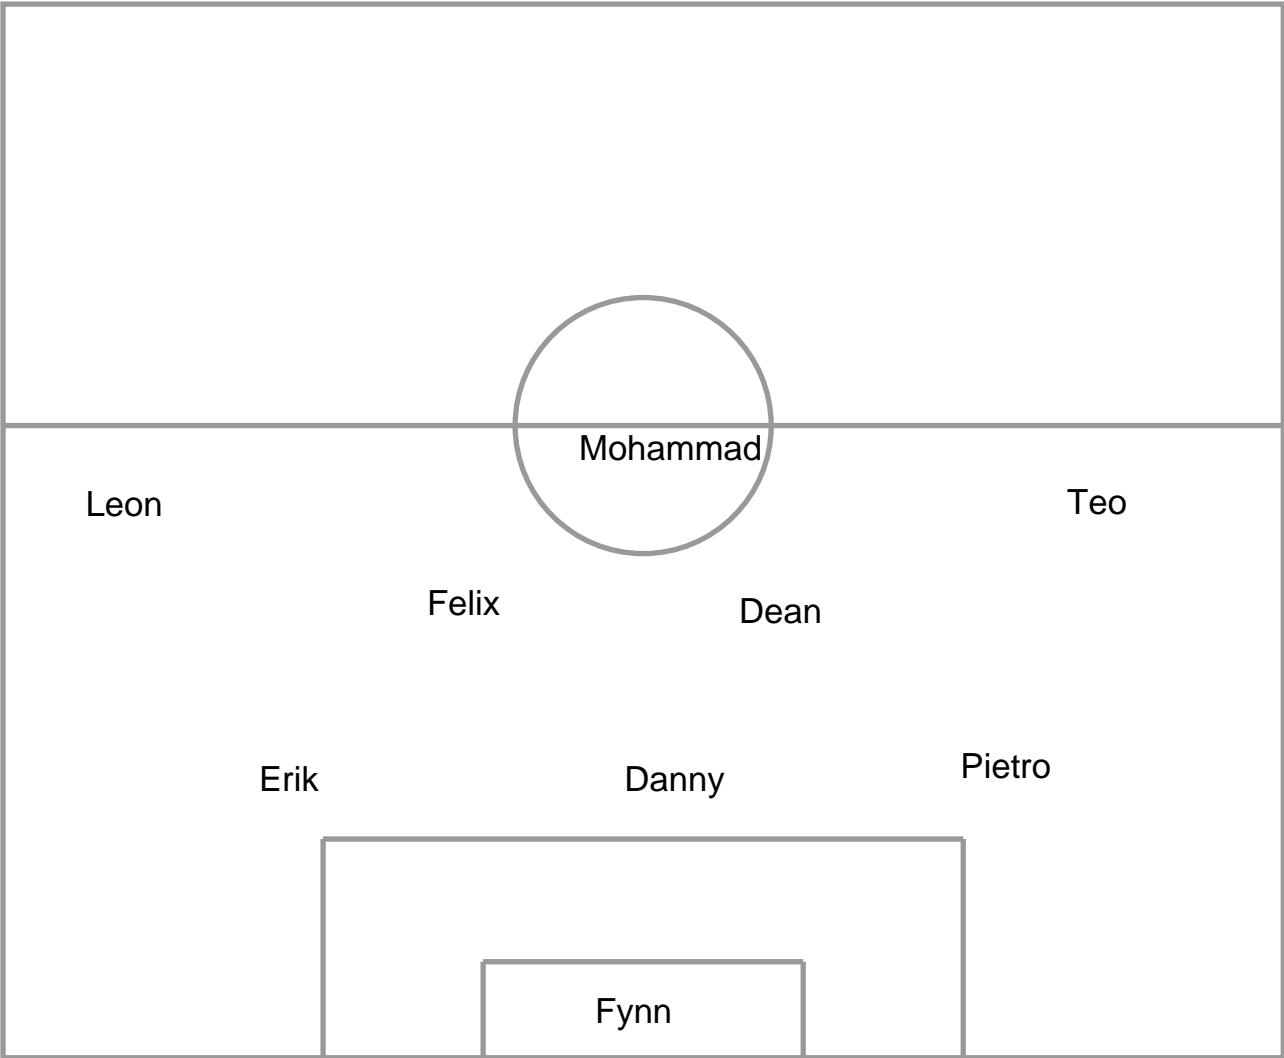 Mohammad
Leon
Teo
Felix
Dean
Erik
Danny
Pietro
Fynn